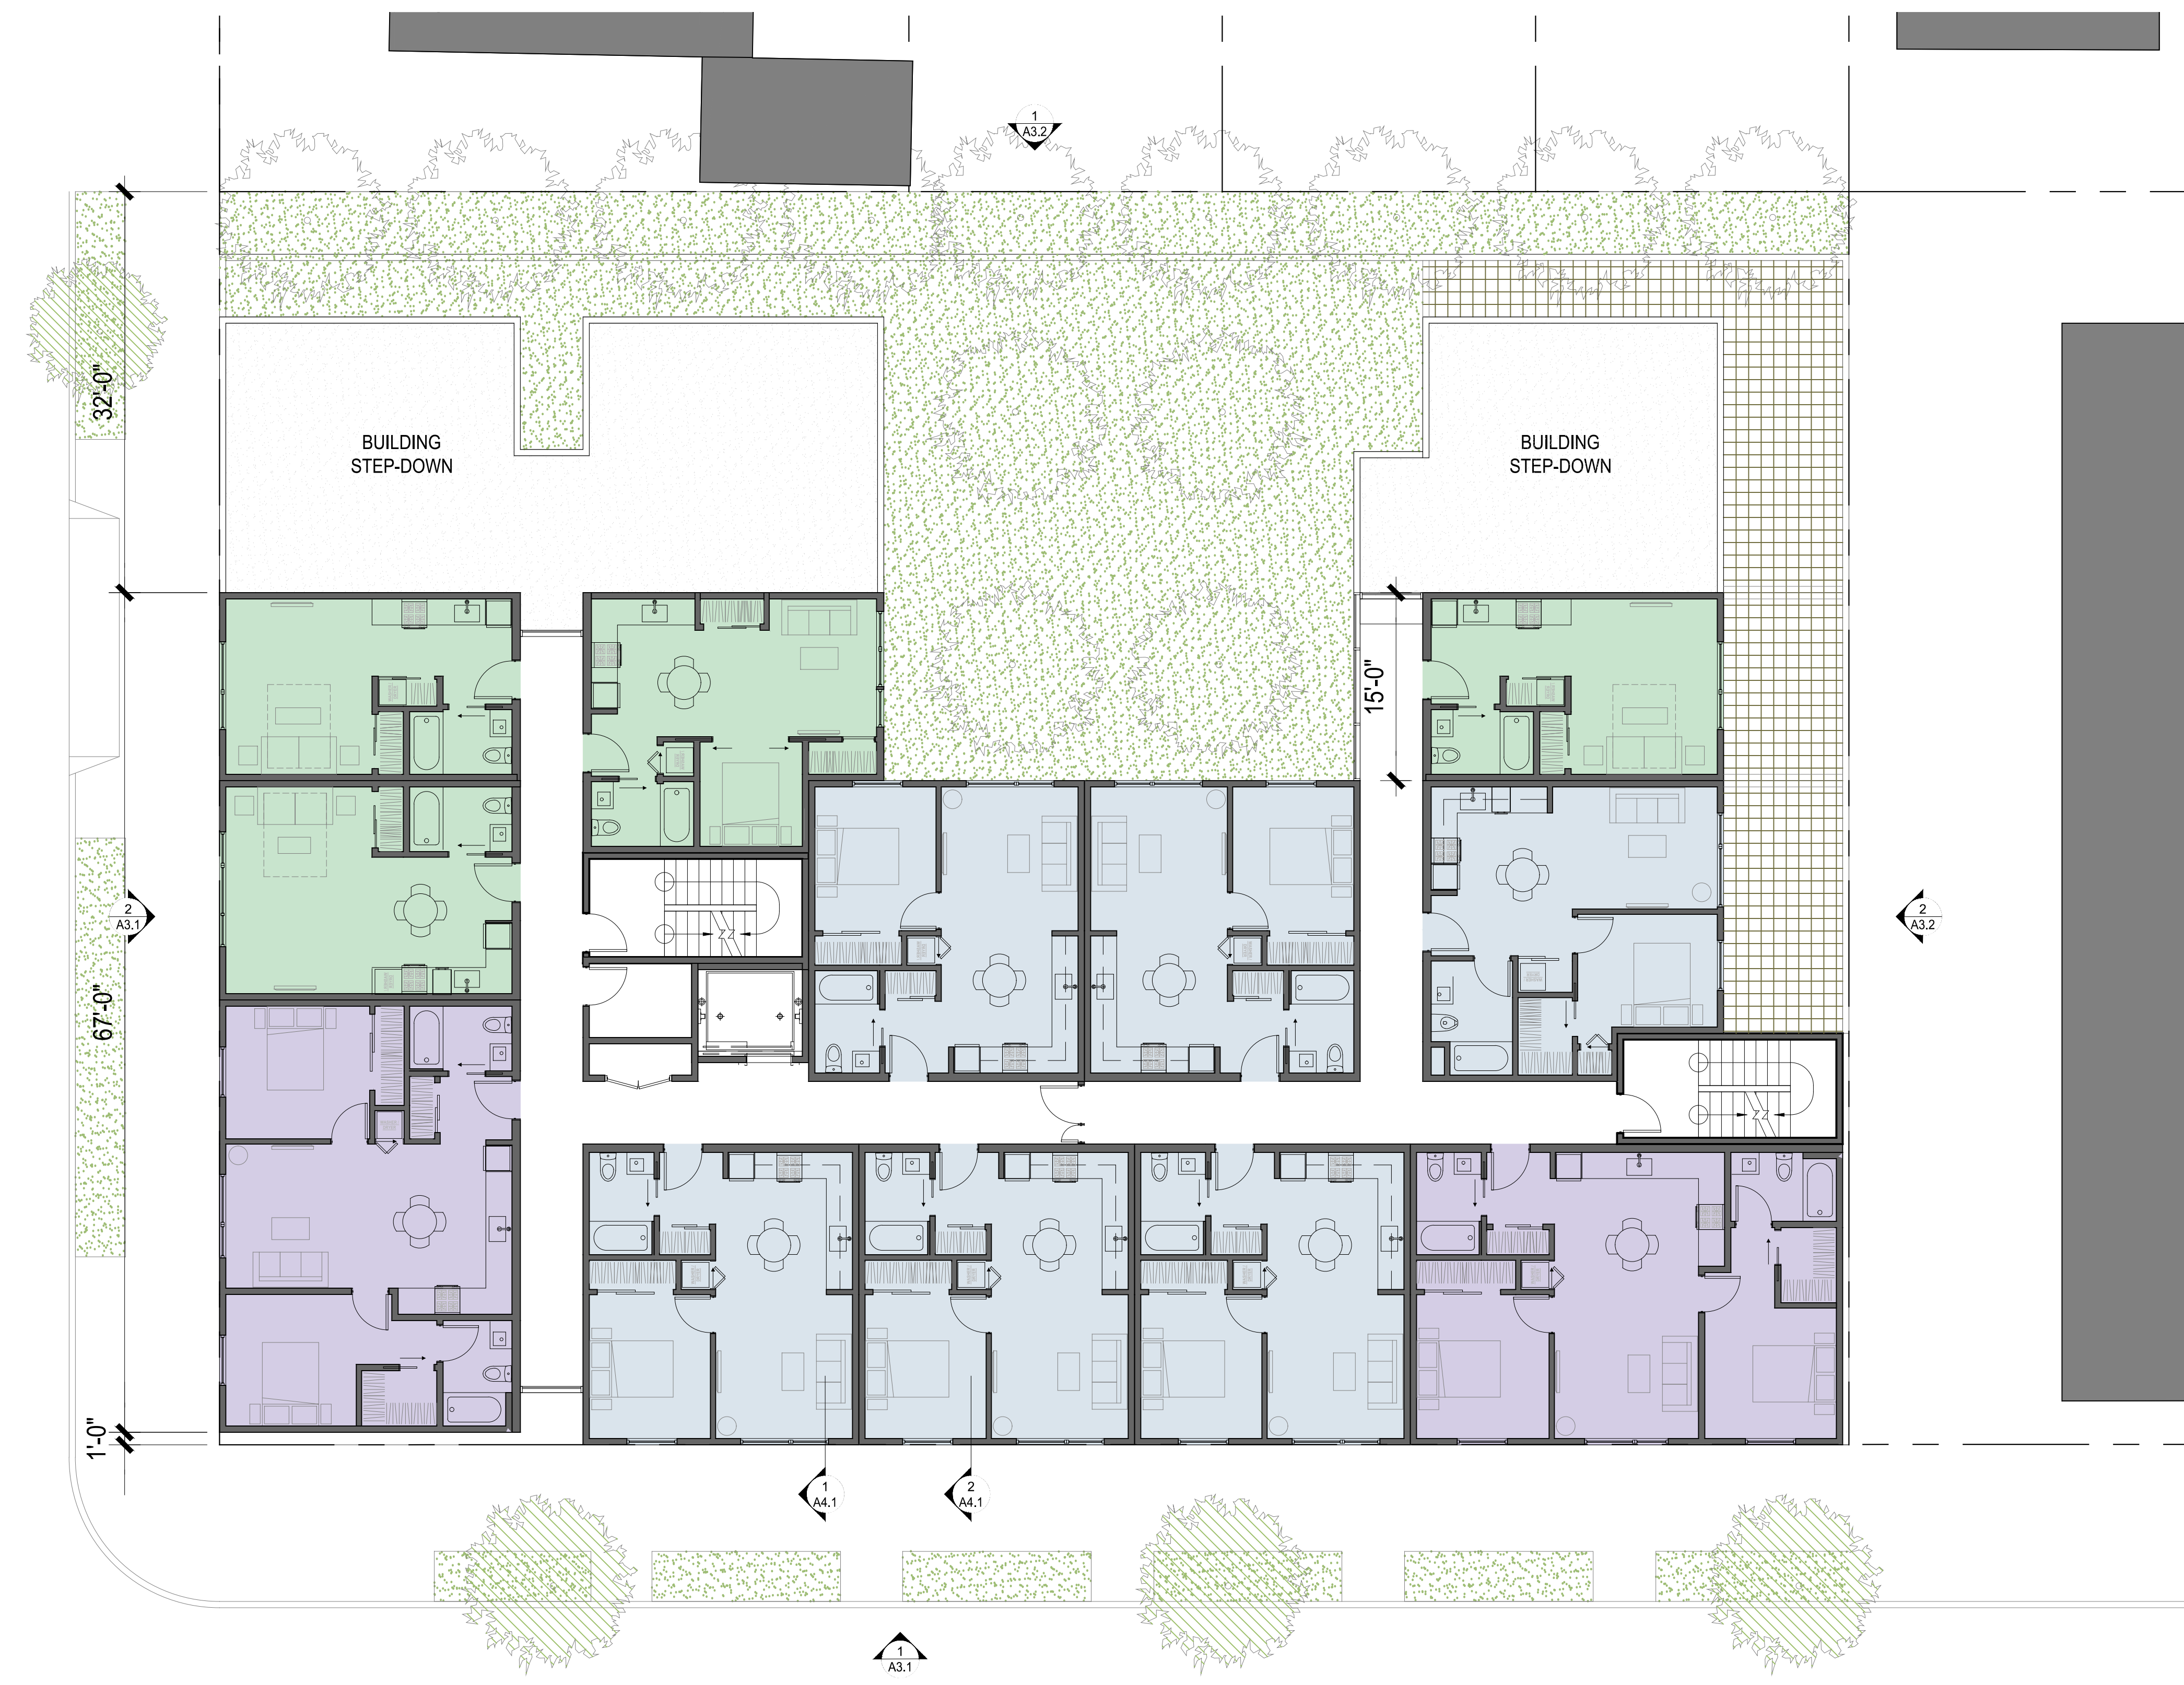 1
A3.2
32'-0"
BUILDING
STEP-DOWN
BUILDING
STEP-DOWN
15'-0"
2
A3.1
2
A3.2
67'-0"
1'-0"
1
A4.1
2
A4.1
1
A3.1